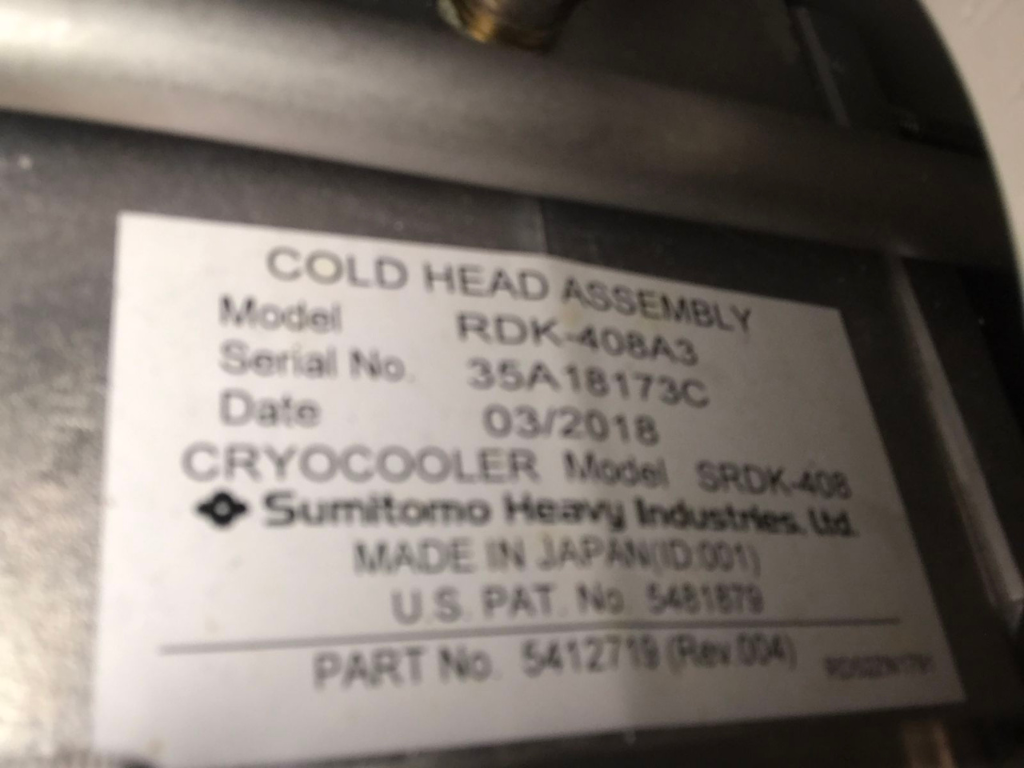 COLD HEAD ASSEMBLY
Model RDK-408A3
Serial No. 35A18173C
Date 03/2018
CRYOCOOLER Model SRDK-408
Sumitomo Heavy Industries, Ltd.
MADE IN JAPAN(ID:001)
U.S. PAT. No. 5481879
PART No. 5412719 (Rev.004)